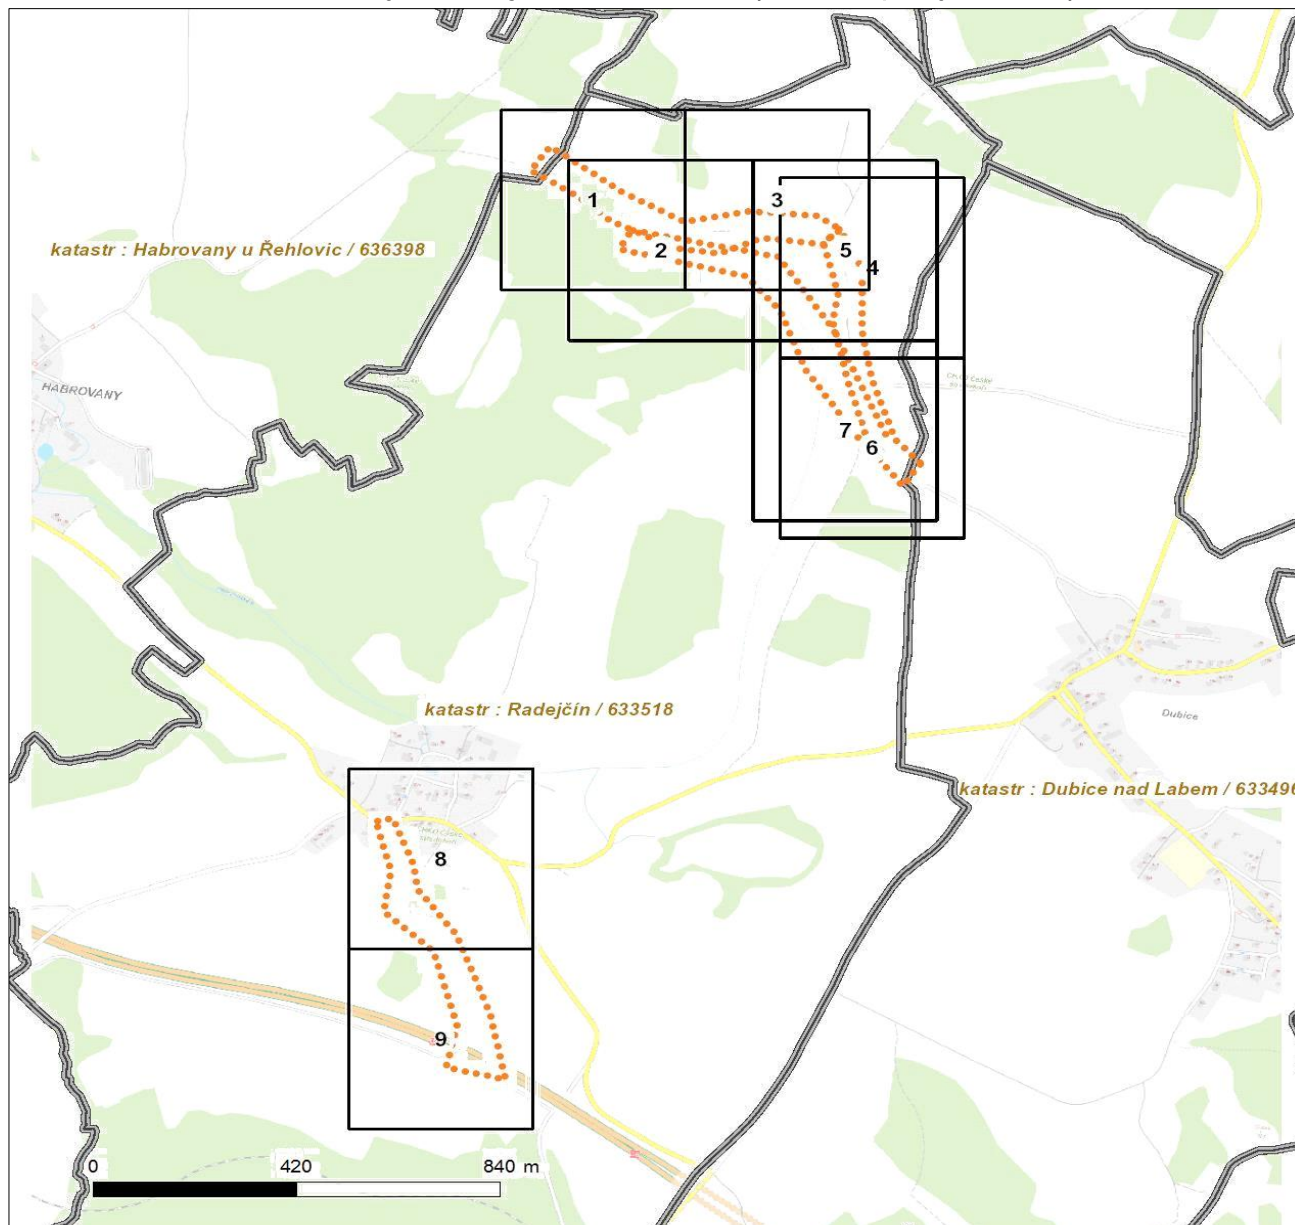 1
3
2
5
4
katastr : Habrovany u Řehlovic / 636398
HABROVANY
7
6
katastr : Radejčín / 633518
Dubice
katastr : Dubice nad Labem / 633496
8
9
0 420 840 m